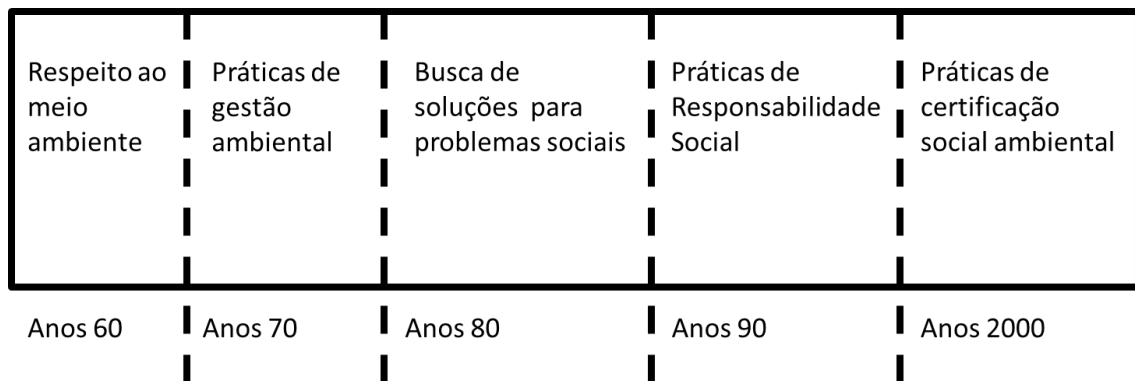 Respeito ao
meio
ambiente
Práticas de
gestão
ambiental
Busca de
soluções para
problemas sociais
Práticas de
Responsabilidade
Social
Práticas de
certificação
social ambiental
Anos 60
Anos 70
Anos 80
Anos 90
Anos 2000